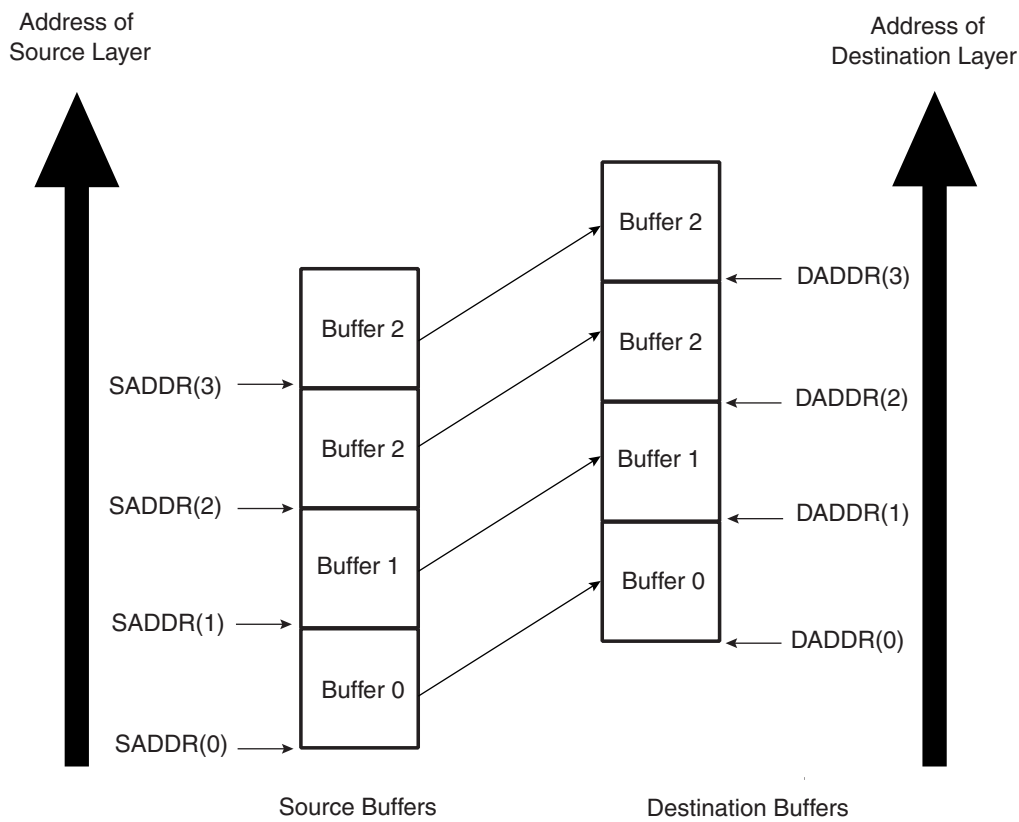 Address of
Source Layer
Address of
Destination Layer
Buffer 2
DADDR(3)
Buffer 2
Buffer 2
SADDR(3)
DADDR(2)
Buffer 2
Buffer 1
SADDR(2)
DADDR(1)
Buffer 1
Buffer 0
SADDR(1)
DADDR(0)
Buffer 0
SADDR(0)
Source Buffers
Destination Buffers